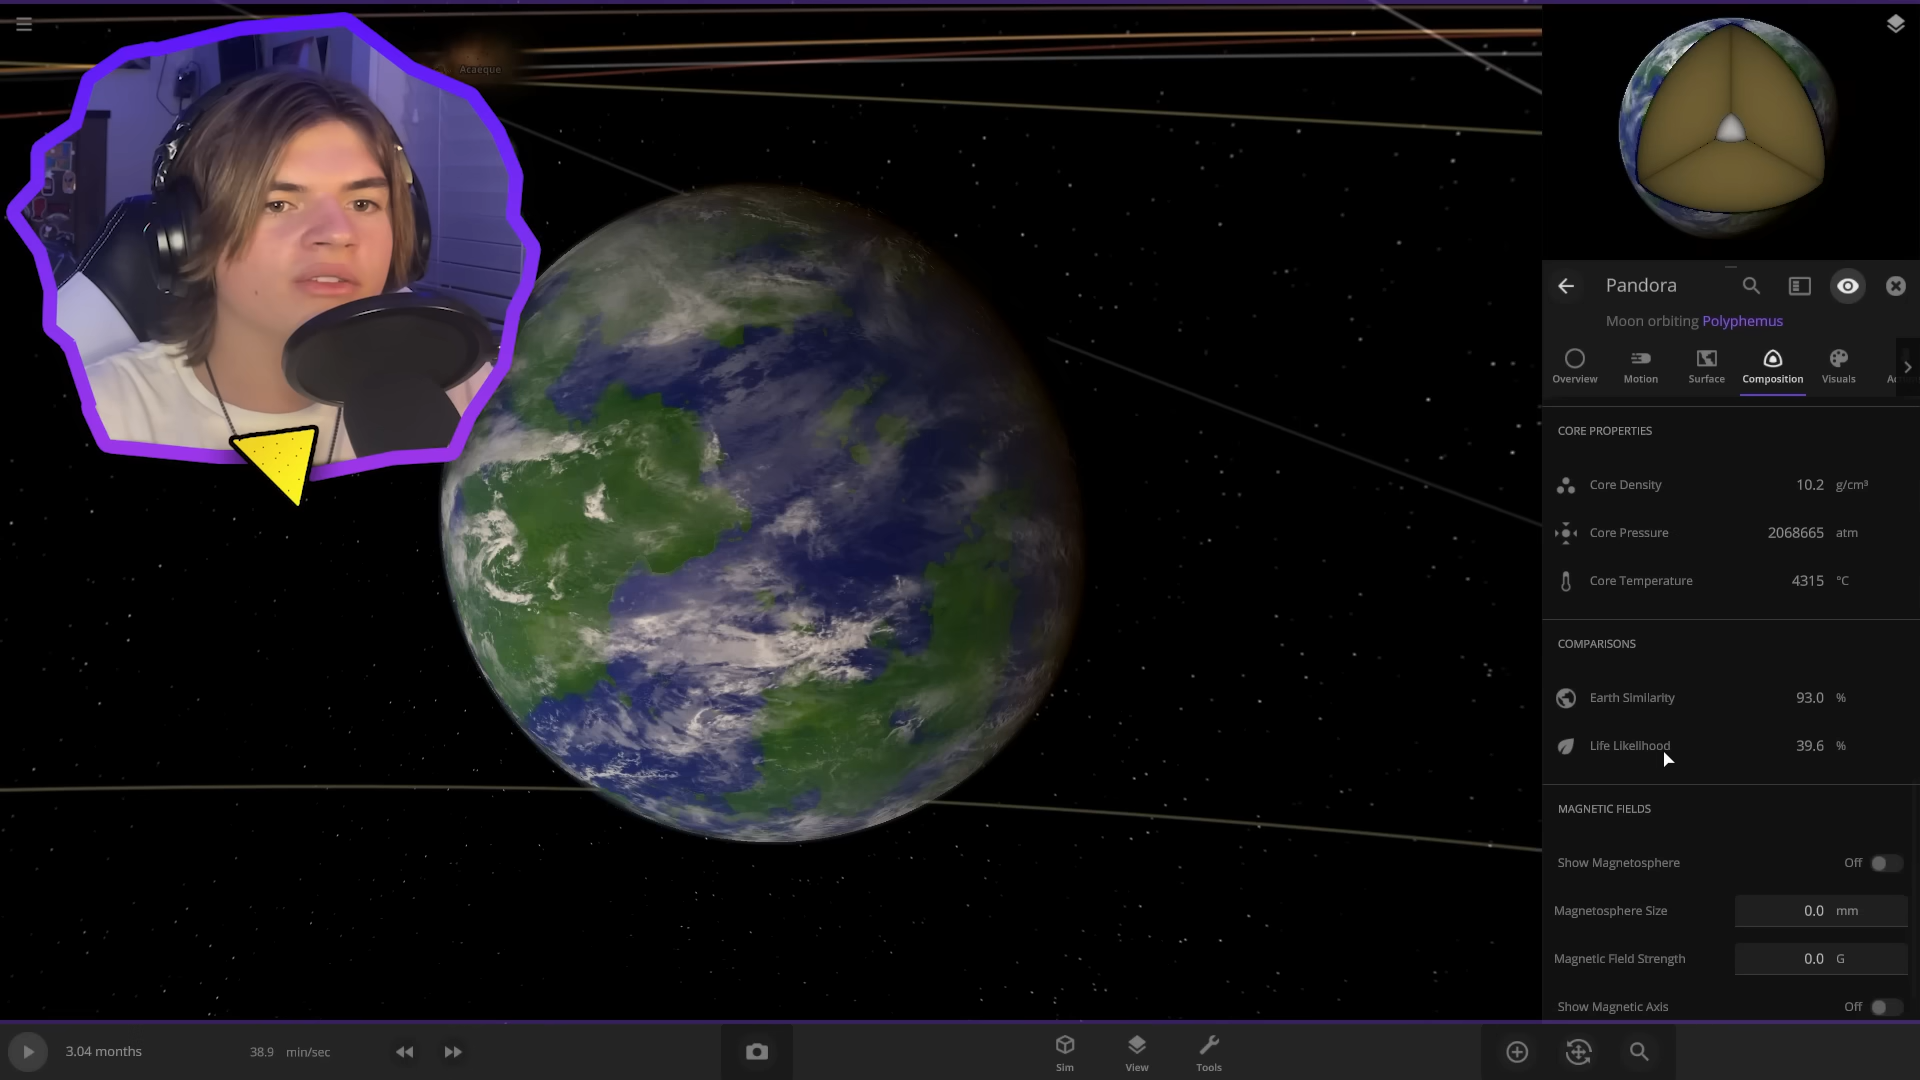 Acaeque
Pandora
Moon orbiting Polyphemus
Overview
Motion
Surface
Composition
Visuals
CORE PROPERTIES
Core Density 10.2 g/cm³
Core Pressure 2068665 atm
Core Temperature 4315 °C
COMPARISONS
Earth Similarity 93.0 %
Life Likelihood 39.6 %
MAGNETIC FIELDS
Show Magnetosphere Off
Magnetosphere Size 0.0 mm
Magnetic Field Strength 0.0 G
Show Magnetic Axis Off
3.04 months
38.9 min/sec
Sim
View
Tools